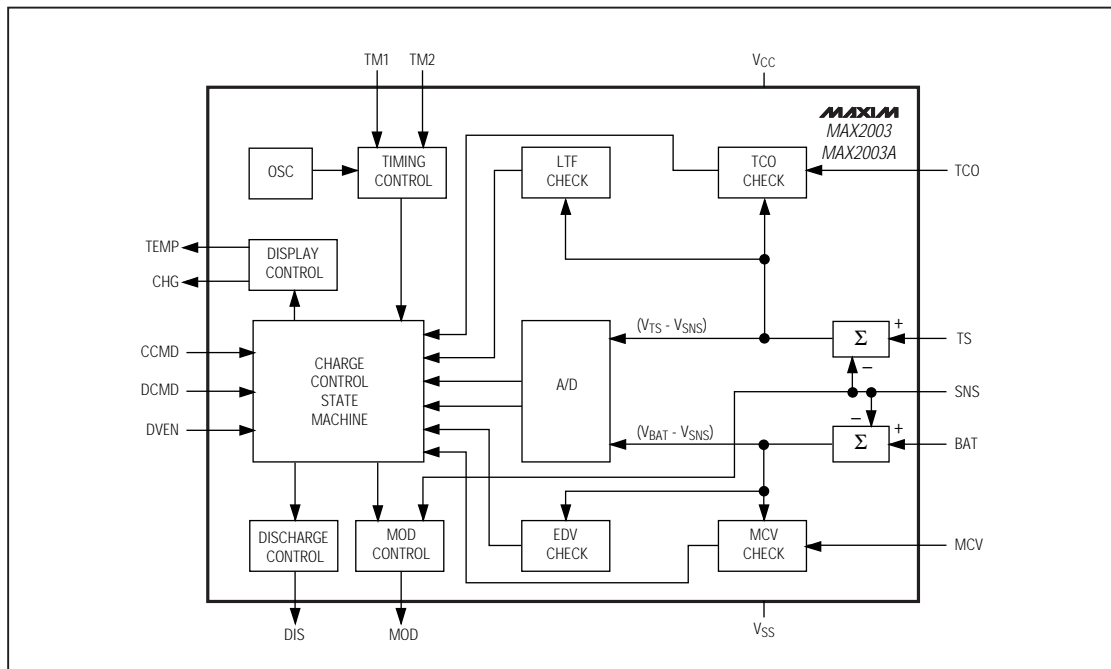 TM1 TM2 VCC
MAXIM
MAX2003
MAX2003A
OSC
TIMING
CONTROL
LTF
CHECK
TCO
CHECK
TCO
TEMP
CHG
DISPLAY
CONTROL
CCMD
DCMD
DVEN
CHARGE
CONTROL
STATE
MACHINE
A/D
(VTS - VSNS)
(VBAT - VSNS)
Σ
+
−
TS
SNS
Σ
−
+
BAT
DISCHARGE
CONTROL
MOD
CONTROL
EDV
CHECK
MCV
CHECK
MCV
DIS MOD VSS